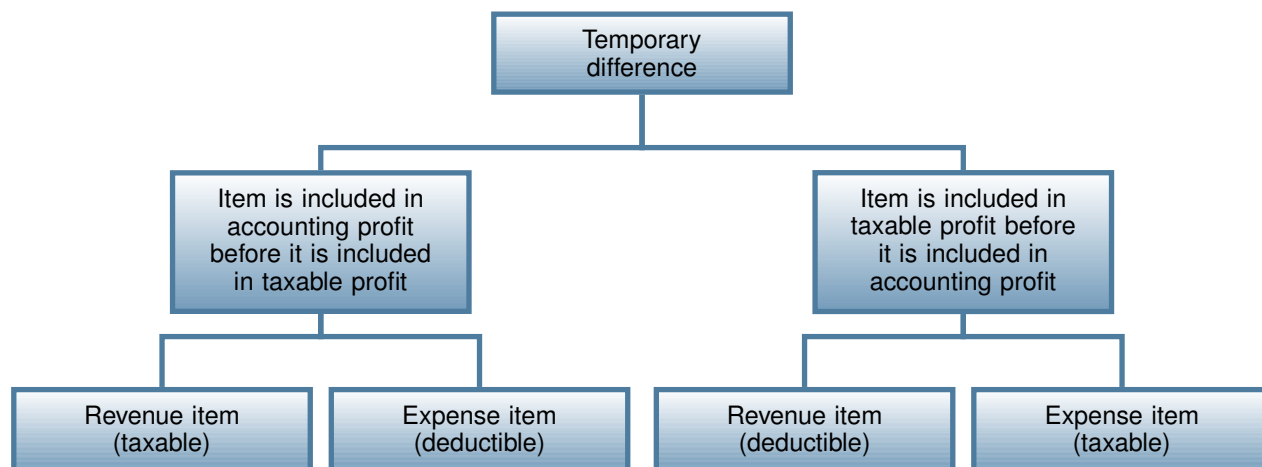 Temporary
difference
Item is included in
accounting profit
before it is included
in taxable profit
Item is included in
taxable profit before
it is included in
accounting profit
Revenue item
(taxable)
Expense item
(deductible)
Revenue item
(deductible)
Expense item
(taxable)